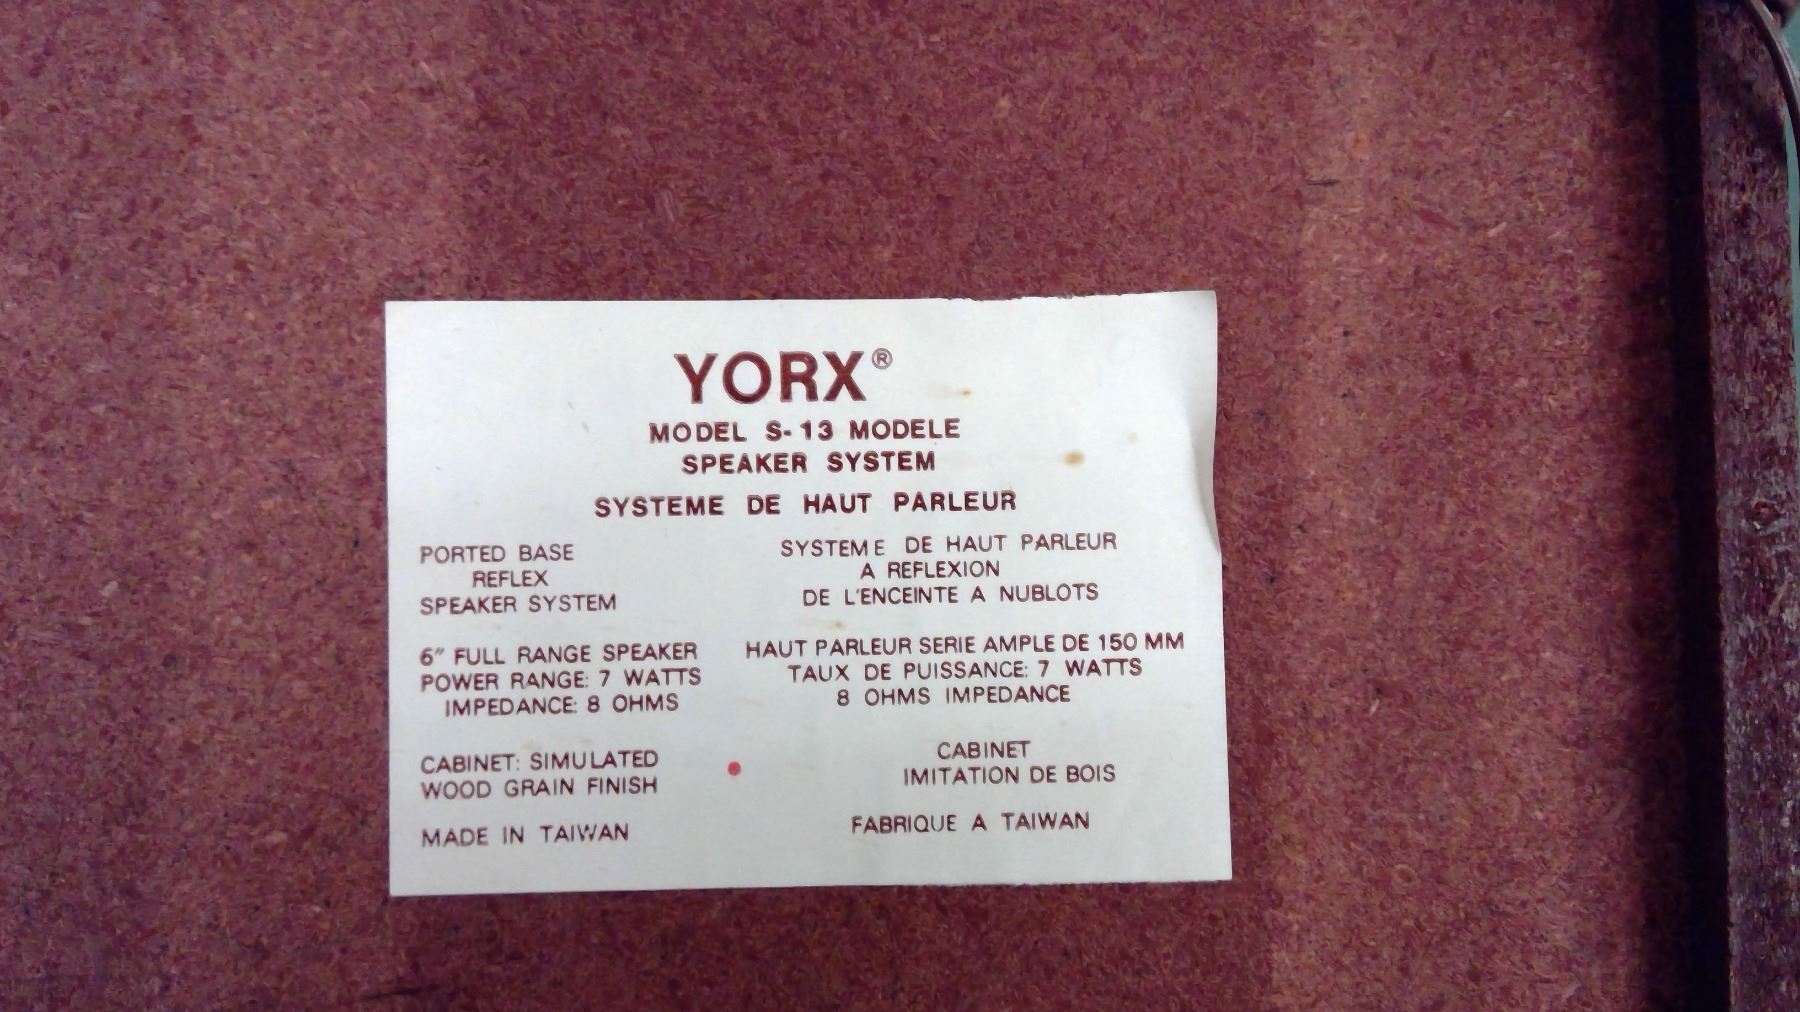 YORX®
MODEL S-13 MODELE
SPEAKER SYSTEM
SYSTEME DE HAUT PARLEUR
PORTED BASE
REFLEX
SPEAKER SYSTEM
6" FULL RANGE SPEAKER
POWER RANGE: 7 WATTS
IMPEDANCE: 8 OHMS
CABINET: SIMULATED
WOOD GRAIN FINISH
MADE IN TAIWAN
SYSTEME DE HAUT PARLEUR
A REFLEXION
DE L'ENCEINTE A NUBLOTS
HAUT PARLEUR SERIE AMPLE DE 150 MM
TAUX DE PUISSANCE: 7 WATTS
8 OHMS IMPEDANCE
CABINET
IMITATION DE BOIS
FABRIQUE A TAIWAN